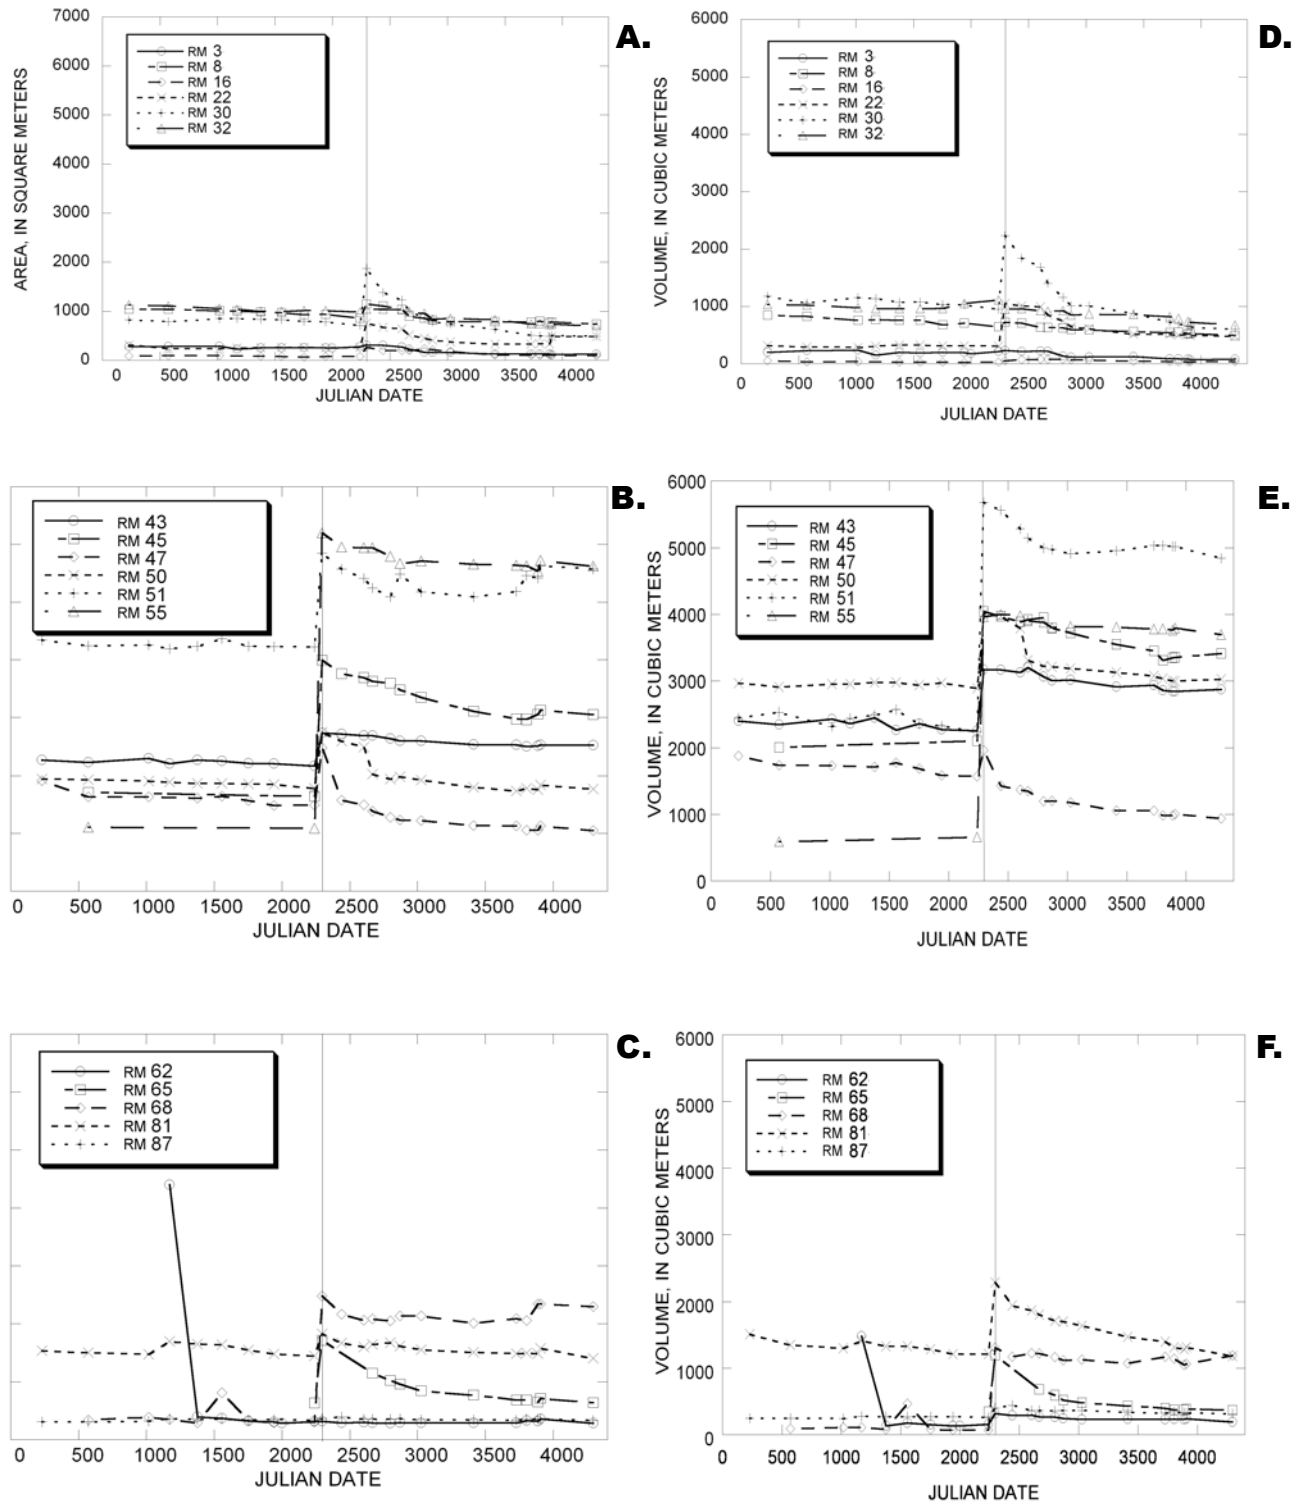 A.
7000
6000
5000
4000
3000
2000
1000
0
AREA, IN SQUARE METERS
RM 3
RM 8
RM 16
RM 22
RM 30
RM 32
0 500 1000 1500 2000 2500 3000 3500 4000
JULIAN DATE
D.
6000
5000
4000
3000
2000
1000
0
VOLUME, IN CUBIC METERS
RM 3
RM 8
RM 16
RM 22
RM 30
RM 32
0 500 1000 1500 2000 2500 3000 3500 4000
JULIAN DATE
B.
RM 43
RM 45
RM 47
RM 50
RM 51
RM 55
0 500 1000 1500 2000 2500 3000 3500 4000
JULIAN DATE
E.
6000
5000
4000
3000
2000
1000
0
VOLUME, IN CUBIC METERS
RM 43
RM 45
RM 47
RM 50
RM 51
RM 55
0 500 1000 1500 2000 2500 3000 3500 4000
JULIAN DATE
C.
RM 62
RM 65
RM 68
RM 81
RM 87
0 500 1000 1500 2000 2500 3000 3500 4000
JULIAN DATE
F.
6000
5000
4000
3000
2000
1000
0
VOLUME, IN CUBIC METERS
RM 62
RM 65
RM 68
RM 81
RM 87
0 500 1000 1500 2000 2500 3000 3500 4000
JULIAN DATE